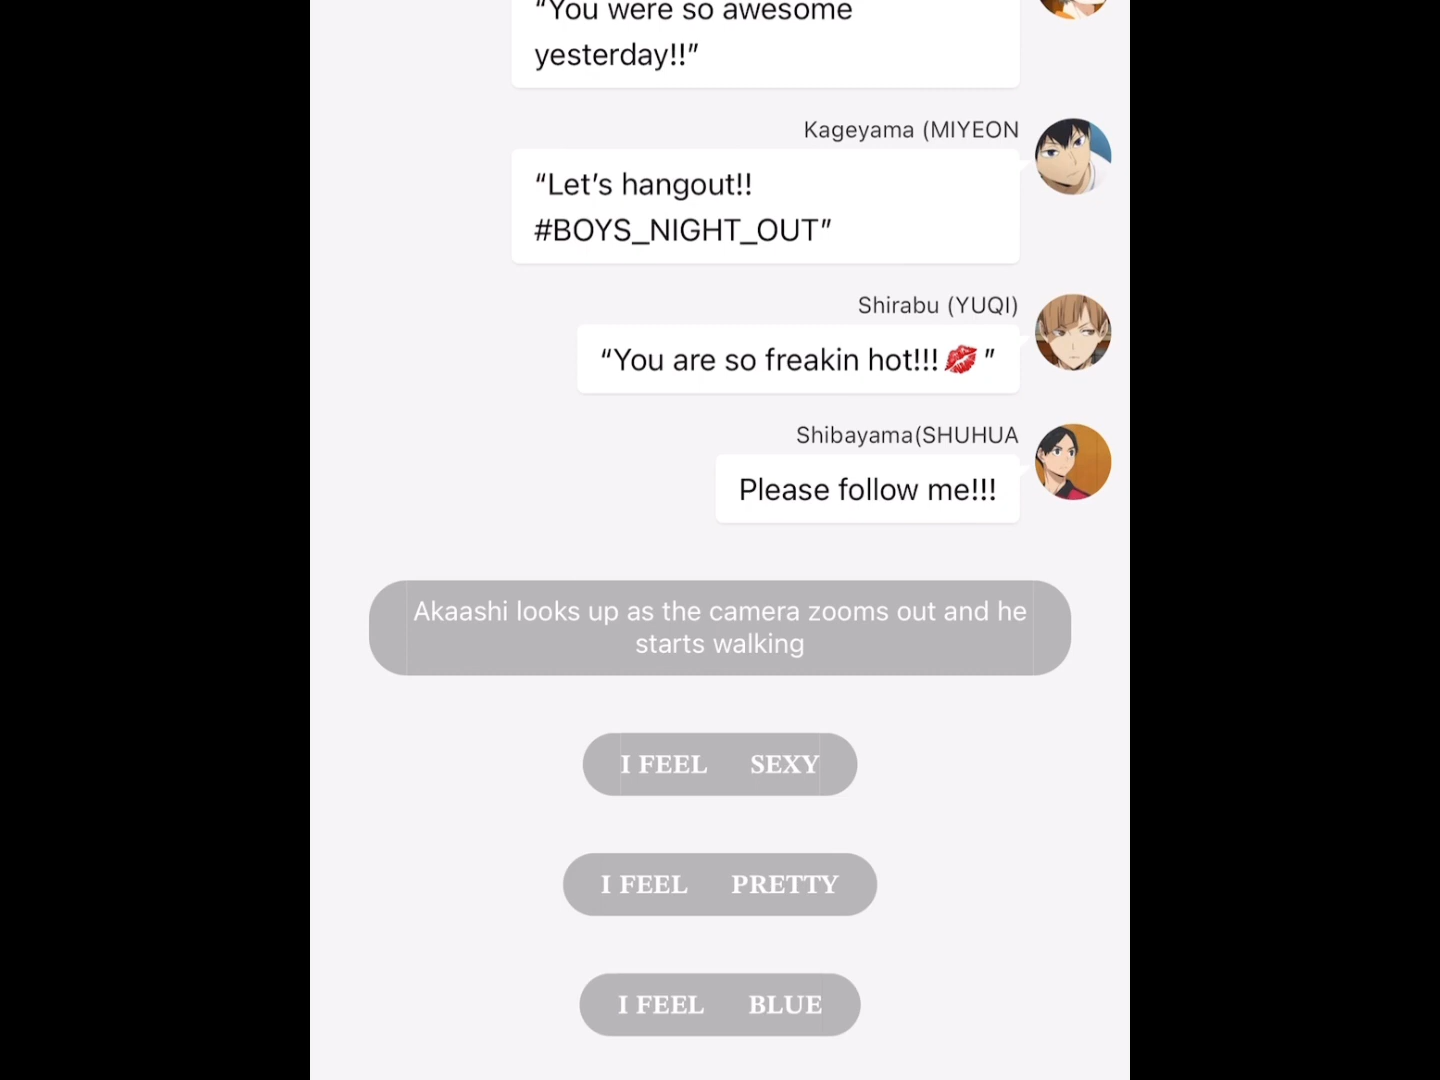 “You were so awesome
yesterday!!”
Kageyama (MIYEON
“Let’s hangout!!
#BOYS_NIGHT_OUT”
Shirabu (YUQI)
“You are so freakin hot!!!💋”
Shibayama(SHUHUA
Please follow me!!!
Akaashi looks up as the camera zooms out and he
starts walking
I FEEL SEXY
I FEEL PRETTY
I FEEL BLUE